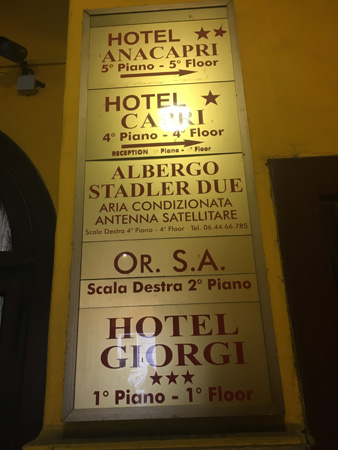 HOTEL ★★
ANACAPRI
5° Piano - 5° Floor
HOTEL ★
CAPRI
4° Piano - 4° Floor
RECEPTION Piano - Floor
ALBERGO
STADLER DUE
ARIA CONDIZIONATA
ANTENNA SATELLITARE
Scala Destra 4° Piano - 4° Floor Tel. 06.44.66.785
OR. S.A.
Scala Destra 2° Piano
HOTEL
GIORGI
★★★
1° Piano - 1° Floor